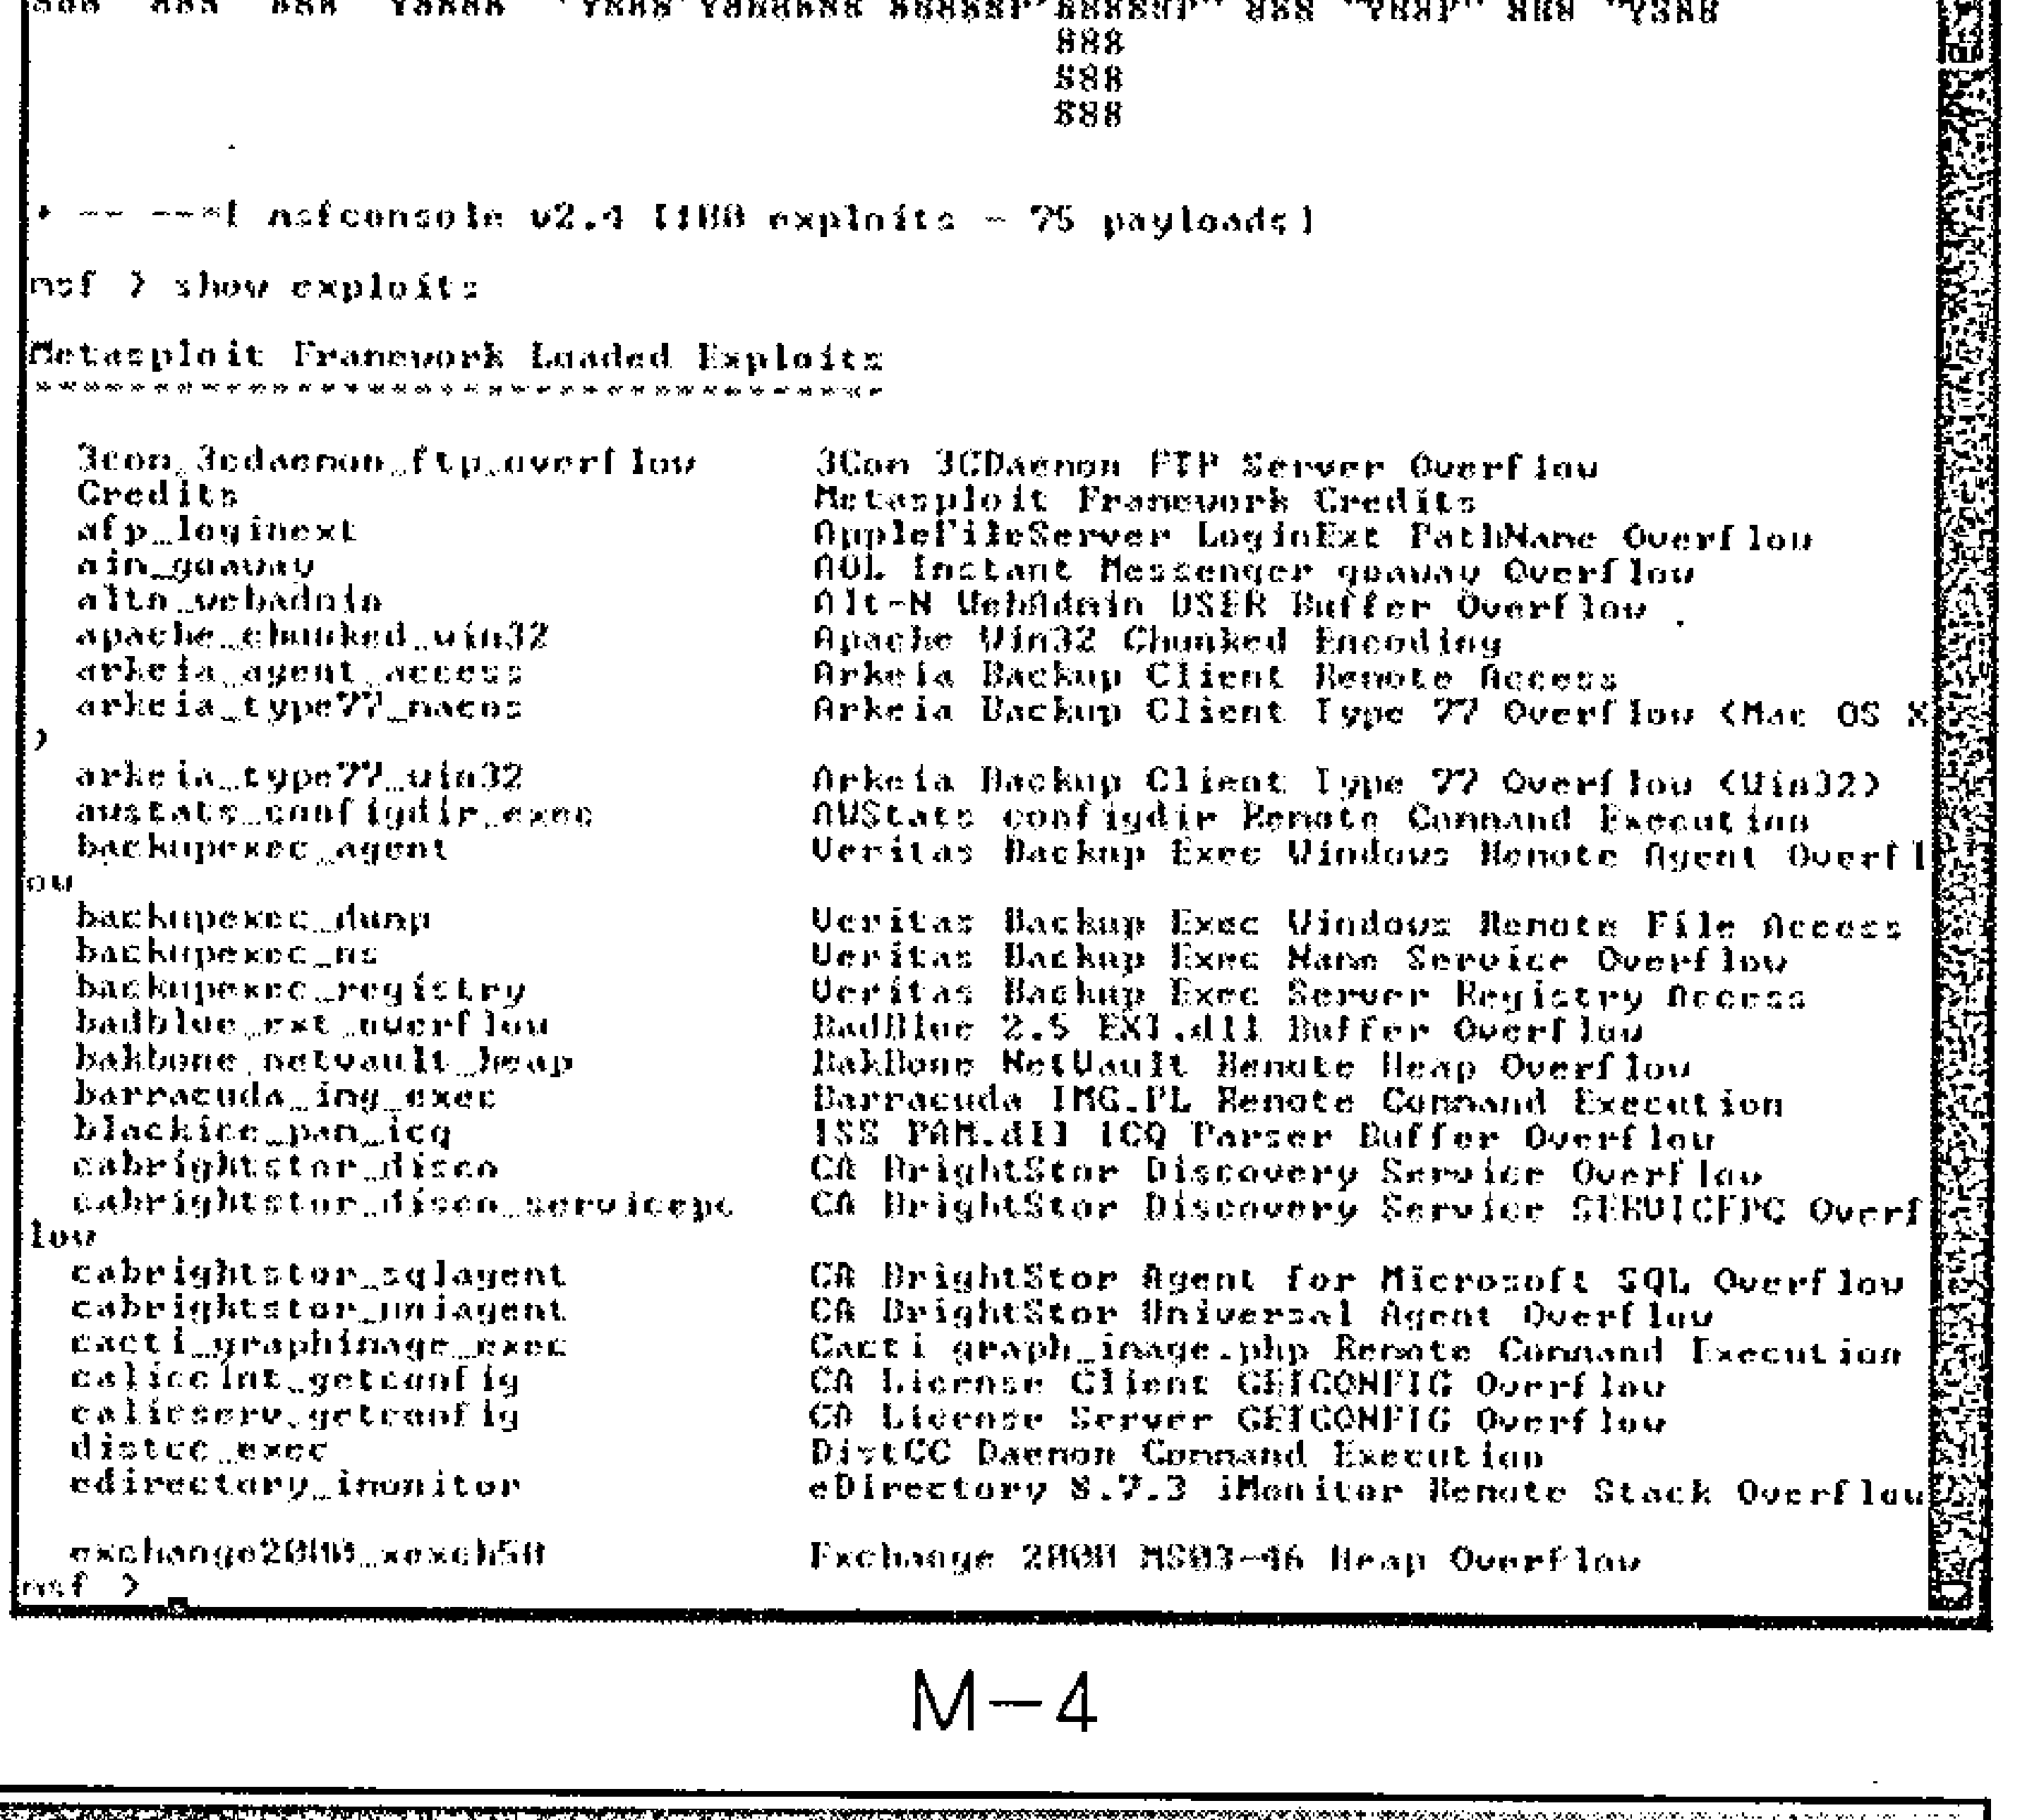 888
888
888
+ -- --=[ msfconsole v2.4 [100 exploits - 75 payloads]
msf > show exploits
Metasploit Framework Loaded Exploits
====================================
3com_3cdaemon_ftp_overflow 3Com 3CDaemon FTP Server Overflow
Credits Metasploit Framework Credits
afp_loginext AppleFileServer LoginExt PathName Overflow
aim_goaway AOL Instant Messenger goaway Overflow
altn_webadmin Alt-N WebAdmin USER Buffer Overflow
apache_chunked_win32 Apache Win32 Chunked Encoding
arkeia_agent_access Arkeia Backup Client Remote Access
arkeia_type77_macos Arkeia Backup Client Type 77 Overflow (Mac OS X
)
arkeia_type77_win32 Arkeia Backup Client Type 77 Overflow (Win32)
awstats_configdir_exec AWStats configdir Remote Command Execution
backupexec_agent Veritas Backup Exec Windows Remote Agent Overfl
ow
backupexec_dump Veritas Backup Exec Windows Remote File Access
backupexec_ns Veritas Backup Exec Name Service Overflow
backupexec_registry Veritas Backup Exec Server Registry Access
badblue_ext_overflow BadBlue 2.5 EXT.dll Buffer Overflow
bakbone_netvault_heap BakBone NetVault Remote Heap Overflow
barracuda_img_exec Barracuda IMG.PL Remote Command Execution
blackice_pam_icq ISS PAM.dll ICQ Parser Buffer Overflow
cabrightstor_disco CA BrightStor Discovery Service Overflow
cabrightstor_disco_servicepc CA BrightStor Discovery Service SERVICEPC Overf
low
cabrightstor_sqlagent CA BrightStor Agent for Microsoft SQL Overflow
cabrightstor_uniagent CA BrightStor Universal Agent Overflow
cacti_graphimage_exec Cacti graph_image.php Remote Command Execution
calicclnt_getconfig CA License Client GETCONFIG Overflow
calicserv_getconfig CA License Server GETCONFIG Overflow
distcc_exec DistCC Daemon Command Execution
edirectory_imonitor eDirectory 8.7.3 iMonitor Remote Stack Overflow
exchange2000_xexch50 Exchange 2000 MS03-46 Heap Overflow
msf >
M-4